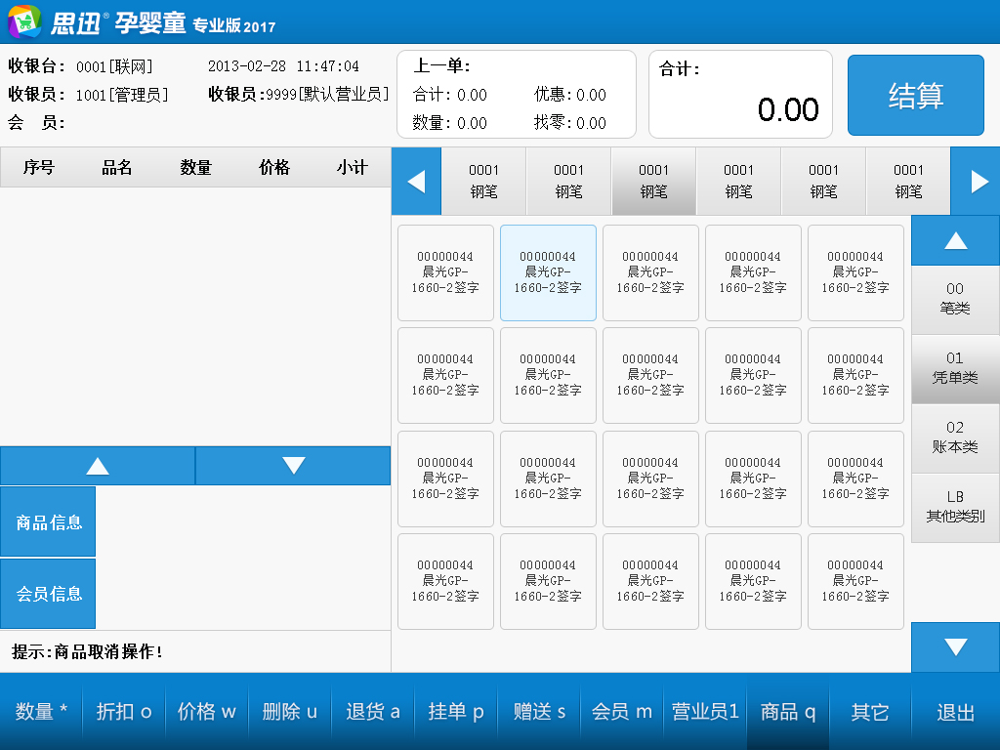 思迅® 孕婴童 专业版2017
收银台: 0001[联网] 2013-02-28 11:47:04
收银员: 1001[管理员] 收银员:9999[默认营业员]
会 员:
上一单:
合计: 0.00 优惠: 0.00
数量: 0.00 找零: 0.00
合计:
0.00
结算
序号 品名 数量 价格 小计
0001 0001 0001 0001 0001 0001
钢笔 钢笔 钢笔 钢笔 钢笔 钢笔
00000044 00000044 00000044 00000044 00000044
晨光GP- 晨光GP- 晨光GP- 晨光GP- 晨光GP-
1660-2签字 1660-2签字 1660-2签字 1660-2签字 1660-2签字
00000044 00000044 00000044 00000044 00000044
晨光GP- 晨光GP- 晨光GP- 晨光GP- 晨光GP-
1660-2签字 1660-2签字 1660-2签字 1660-2签字 1660-2签字
00000044 00000044 00000044 00000044 00000044
晨光GP- 晨光GP- 晨光GP- 晨光GP- 晨光GP-
1660-2签字 1660-2签字 1660-2签字 1660-2签字 1660-2签字
00000044 00000044 00000044 00000044 00000044
晨光GP- 晨光GP- 晨光GP- 晨光GP- 晨光GP-
1660-2签字 1660-2签字 1660-2签字 1660-2签字 1660-2签字
00
笔类
01
凭单类
02
账本类
LB
其他类别
商品信息
会员信息
提示:商品取消操作!
数量 * 折扣 o 价格 w 删除 u 退货 a 挂单 p 赠送 s 会员 m 营业员1 商品 q 其它 退出